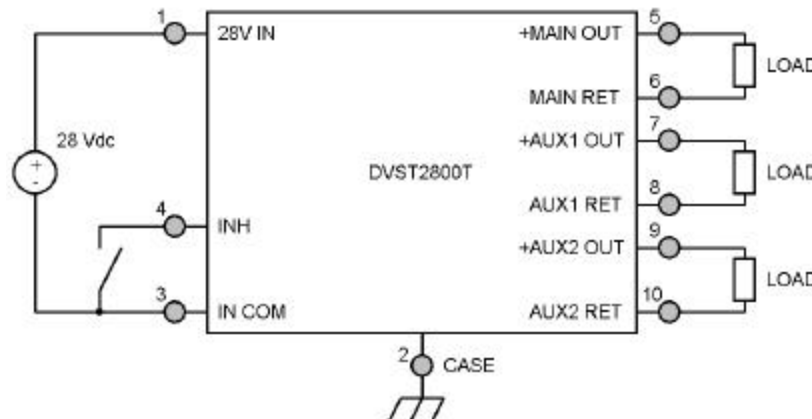 1 28V IN +MAIN OUT 5
LOAD
MAIN RET 6
28 Vdc
+
-
+AUX1 OUT 7
DVST2800T
LOAD
AUX1 RET 8
4 INH
+AUX2 OUT 9
LOAD
3 IN COM AUX2 RET 10
2 CASE